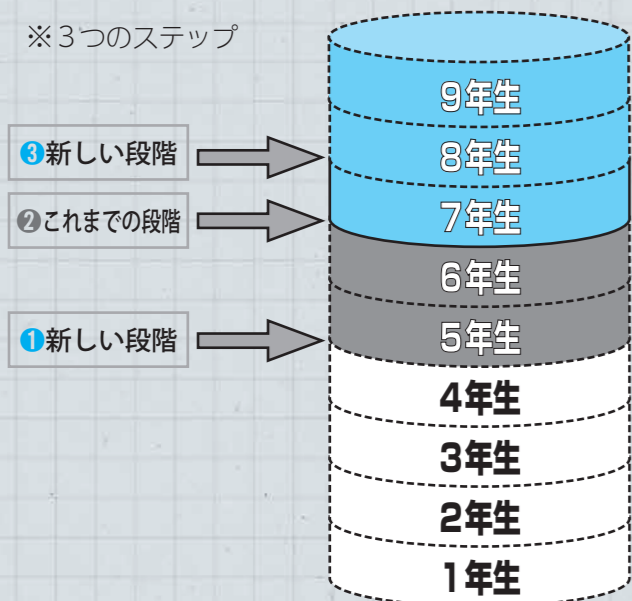 ※3つのステップ
9年生
❸新しい段階
8年生
❷これまでの段階
7年生
6年生
❶新しい段階
5年生
4年生
3年生
2年生
1年生